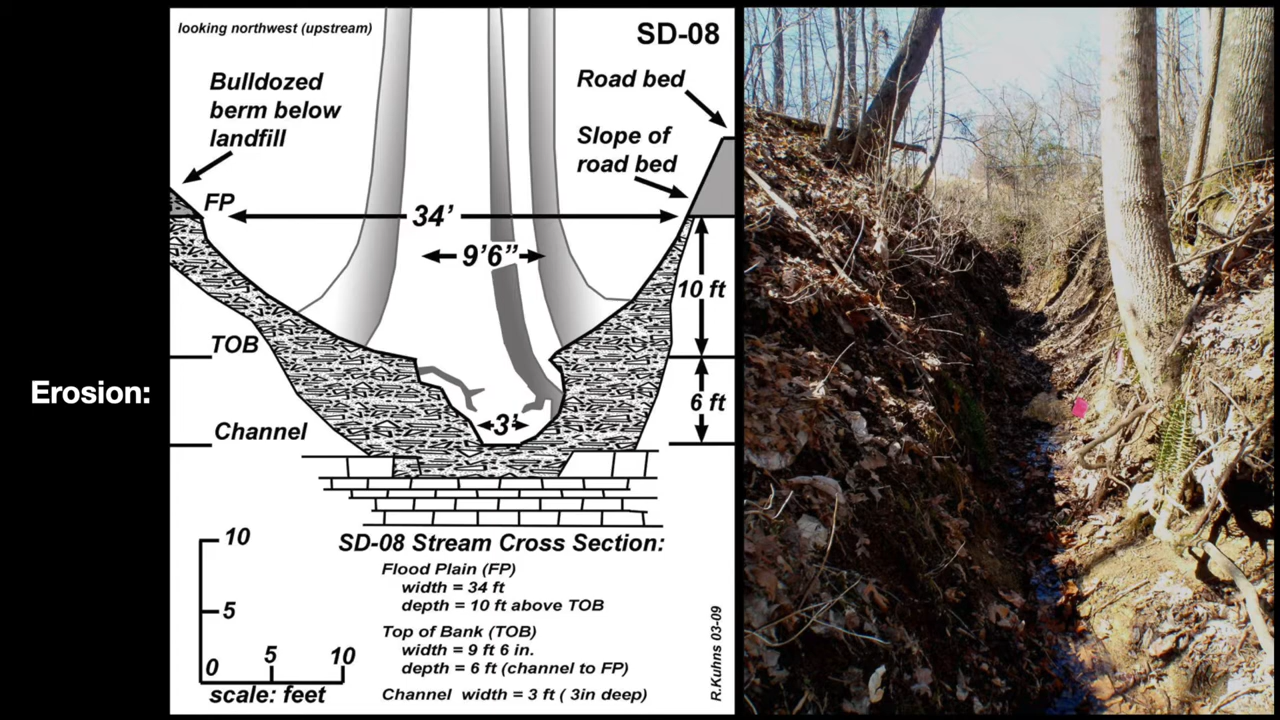 Erosion:
looking northwest (upstream)
SD-08
Bulldozed
berm below
landfill
Road bed
Slope of
road bed
FP
34'
9'6”
10 ft
TOB
6 ft
3'
Channel
10
5
0
5
10
scale: feet
SD-08 Stream Cross Section:
Flood Plain (FP)
width = 34 ft
depth = 10 ft above TOB
Top of Bank (TOB)
width = 9 ft 6 in.
depth = 6 ft (channel to FP)
Channel width = 3 ft ( 3in deep)
R.Kuhns 03-09